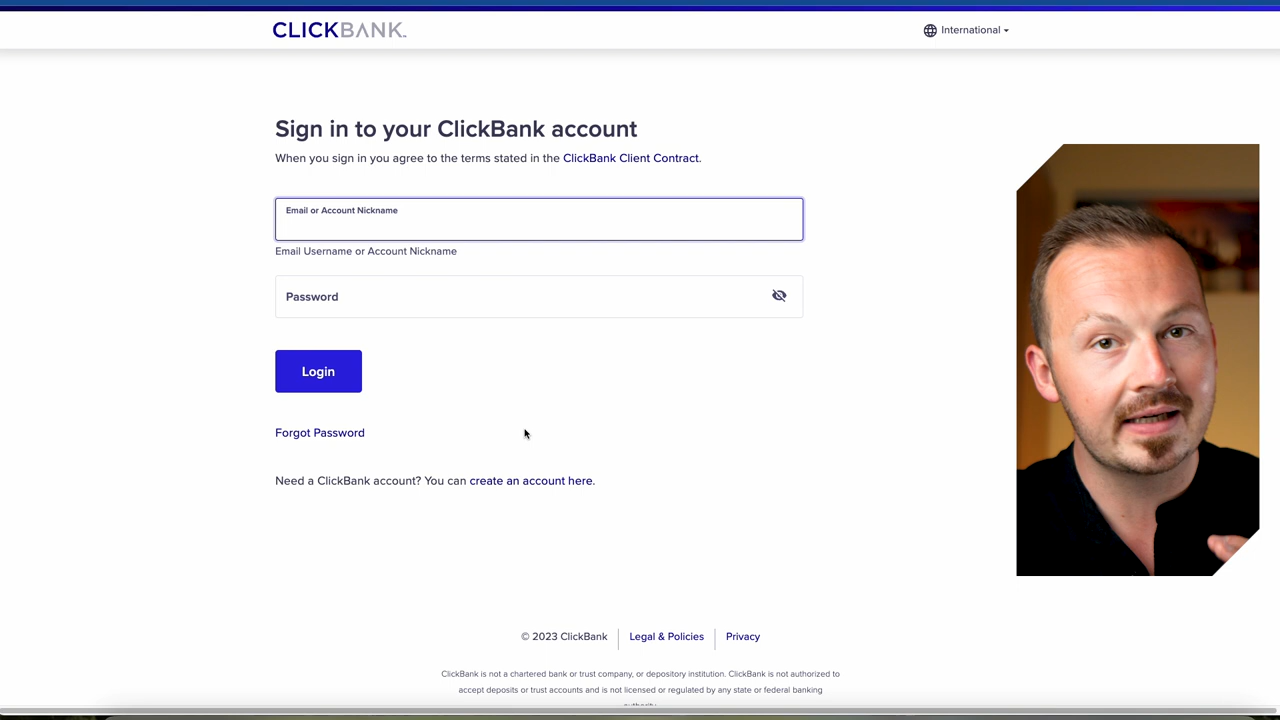 CLICKBANK
International
Sign in to your ClickBank account
When you sign in you agree to the terms stated in the ClickBank Client Contract.
Email or Account Nickname
Email Username or Account Nickname
Password
Login
Forgot Password
Need a ClickBank account? You can create an account here.
© 2023 ClickBank
Legal & Policies
Privacy
ClickBank is not a chartered bank or trust company, or depository institution. ClickBank is not authorized to
accept deposits or trust accounts and is not licensed or regulated by any state or federal banking
authority.